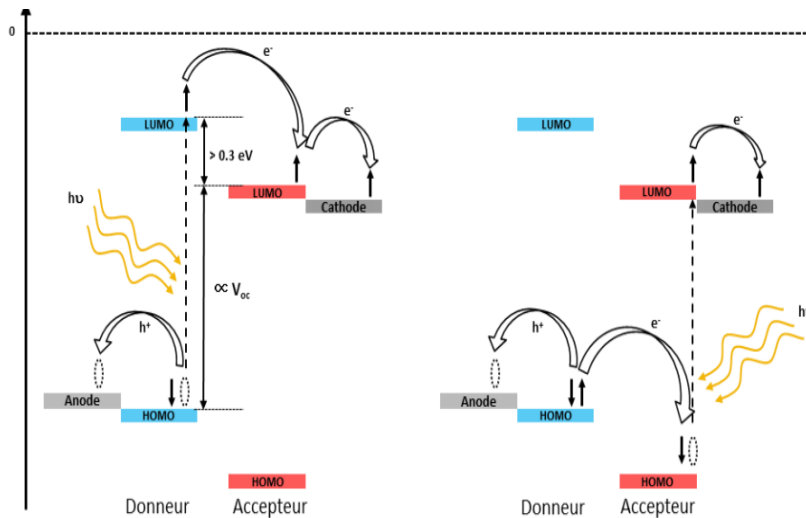 0
e⁻
LUMO
e⁻
> 0.3 eV
LUMO
Cathode
hυ
∝ Voc
h⁺
Anode
HOMO
HOMO
Donneur
Accepteur
LUMO
e⁻
LUMO
Cathode
h⁺
e⁻
h
Anode
HOMO
HOMO
Donneur
Accepteur